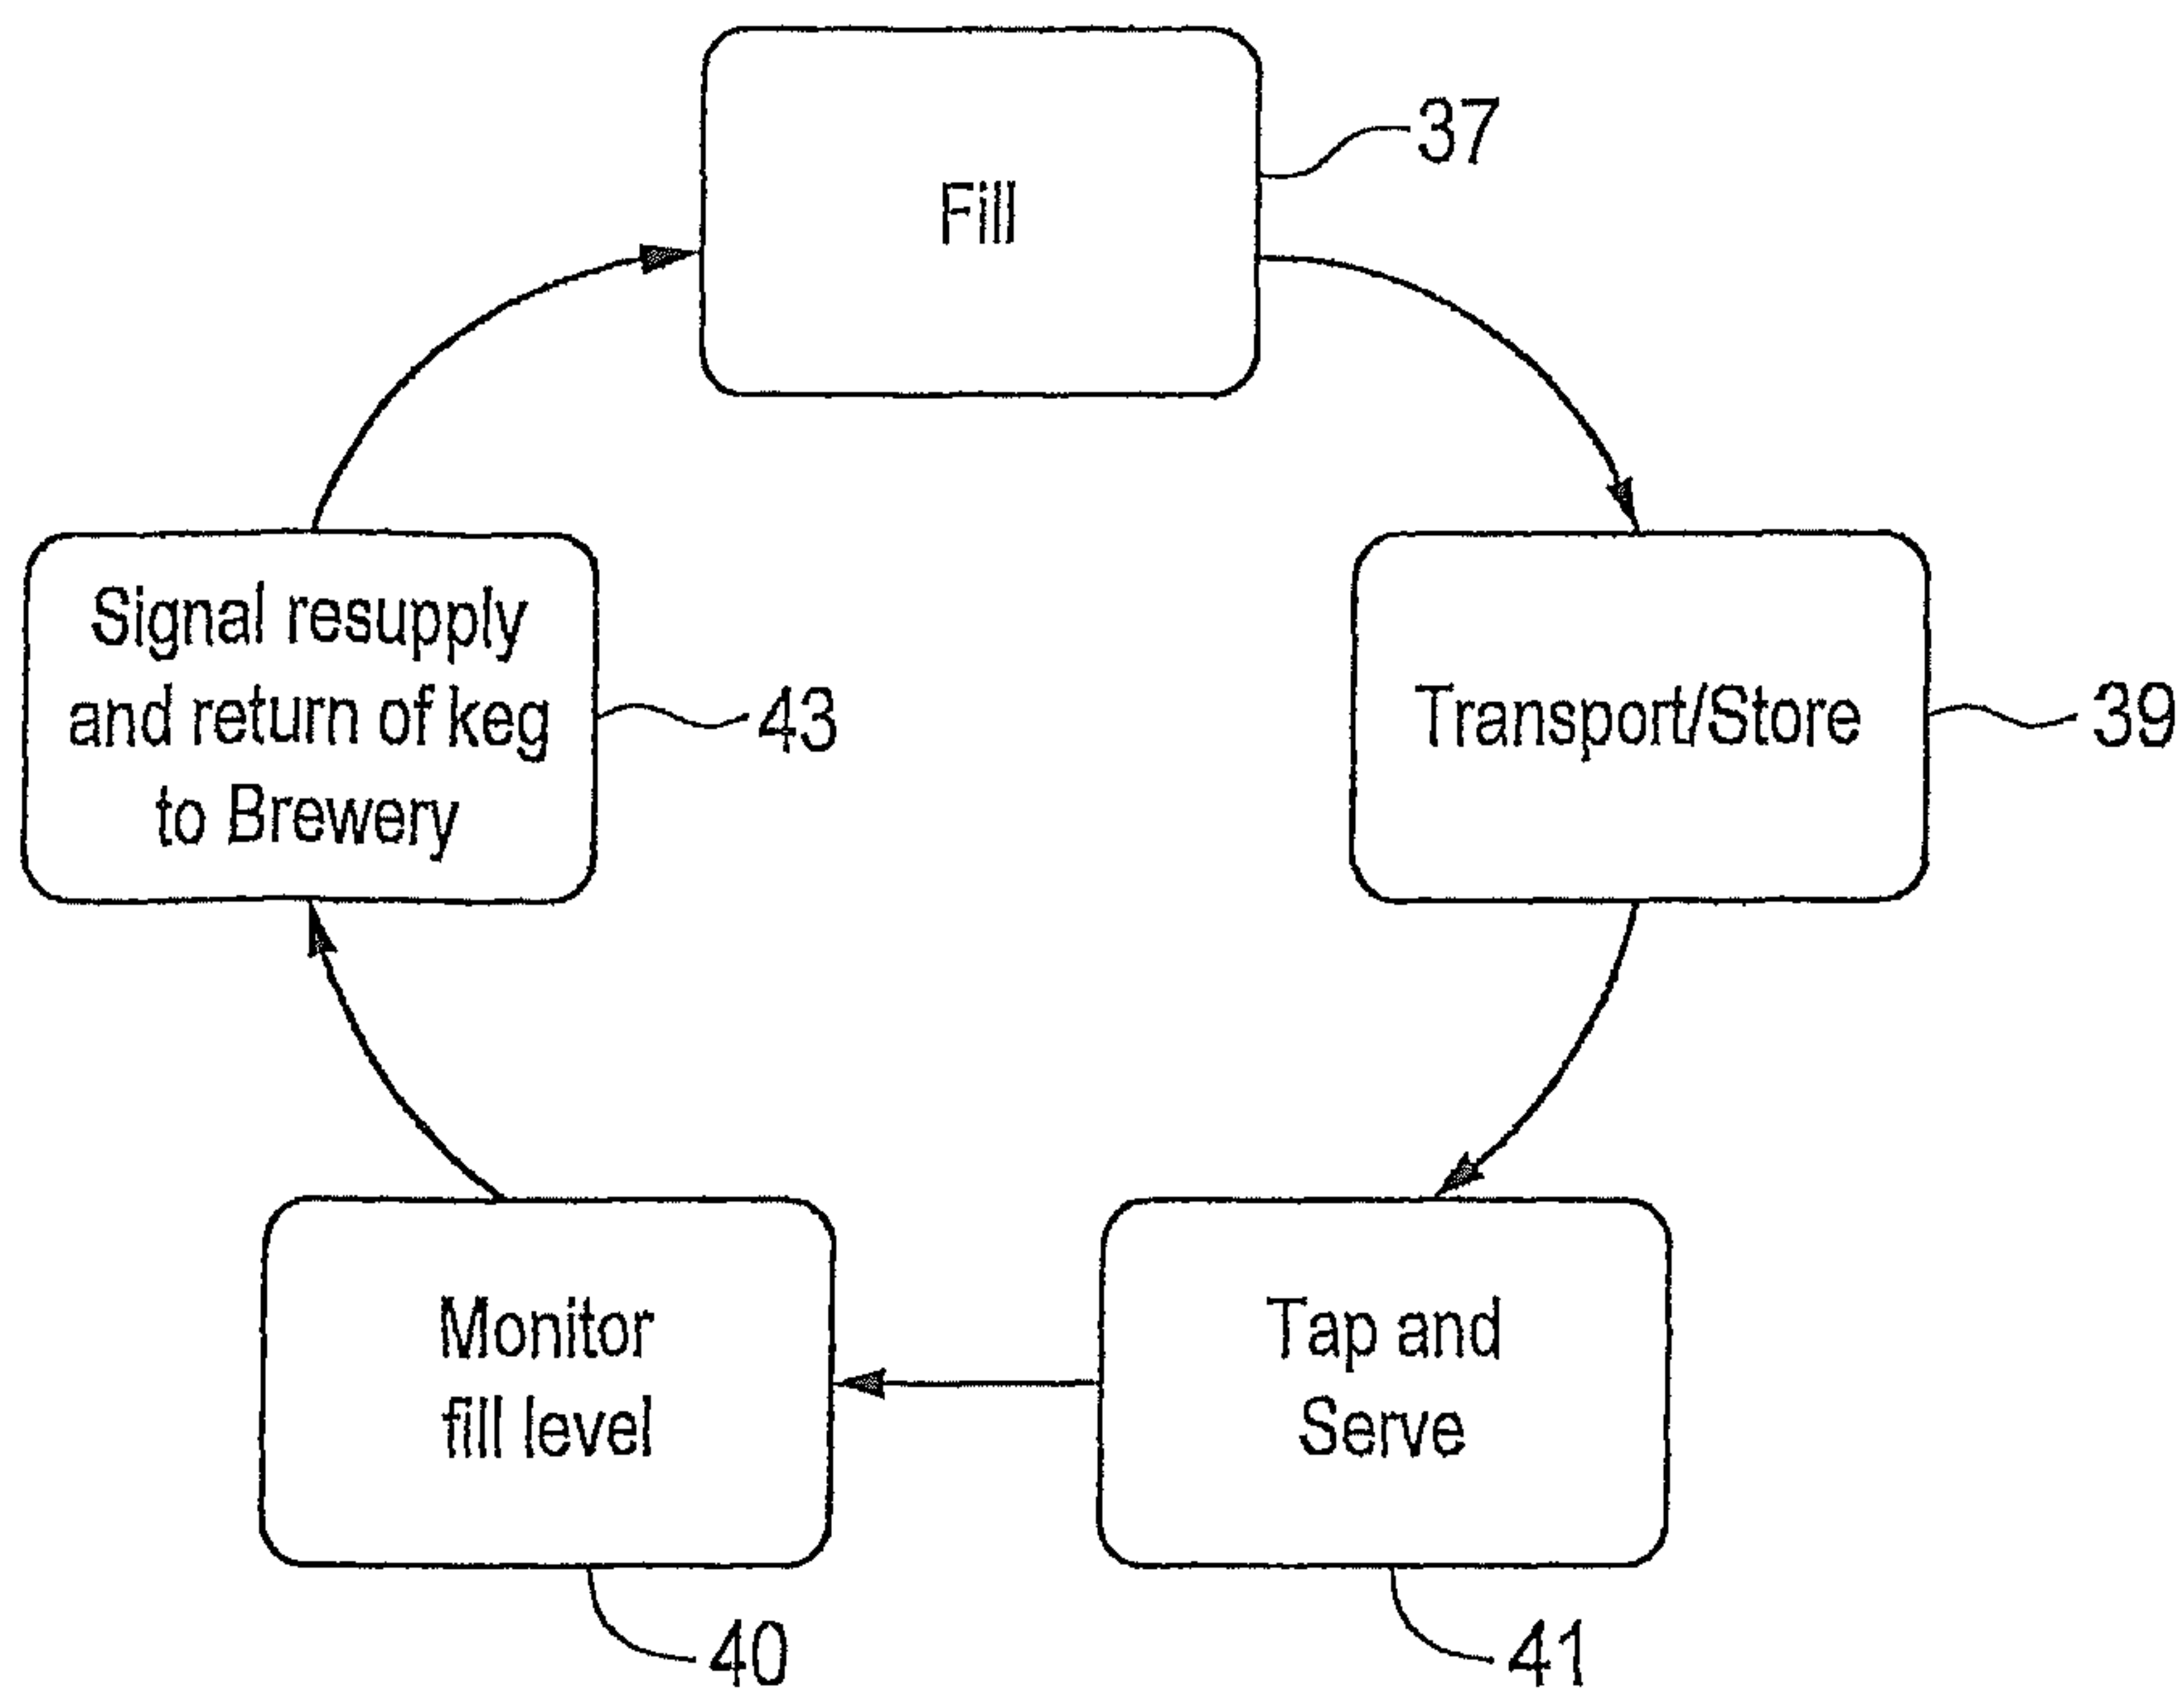 Fill
37
Signal resupply
and return of keg
to Brewery
43
Transport/Store
39
Monitor
fill level
40
Tap and
Serve
41